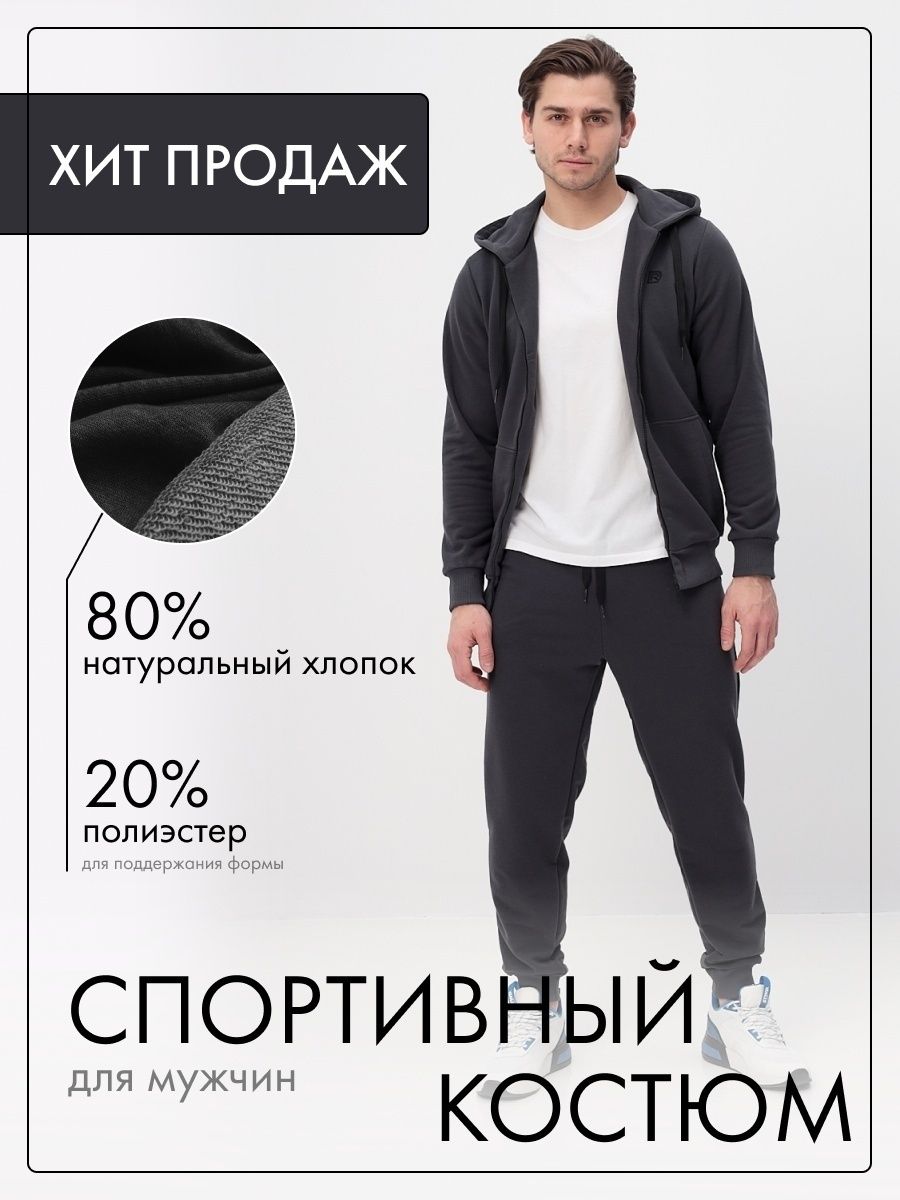 ХИТ ПРОДАЖ
80%
натуральный хлопок
20%
полиэстер
для поддержания формы
СПОРТИВНЫЙ
для мужчин
КОСТЮМ